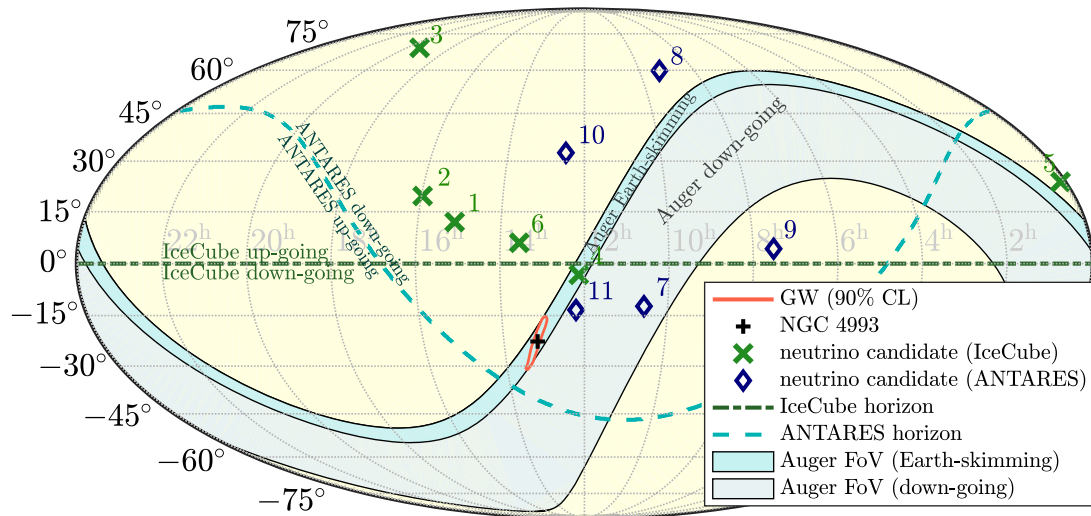 75°
60°
45°
30°
15°
0°
−15°
−30°
−45°
−60°
−75°
3
8
10
5
2
1
6
9
4
11
7
22ʰ
20ʰ
16ʰ
14ʰ
12ʰ
10ʰ
8ʰ
6ʰ
4ʰ
2ʰ
ANTARES down-going
ANTARES up-going
IceCube up-going
IceCube down-going
Auger Earth-skimming
Auger down-going
GW (90% CL)
NGC 4993
neutrino candidate (IceCube)
neutrino candidate (ANTARES)
IceCube horizon
ANTARES horizon
Auger FoV (Earth-skimming)
Auger FoV (down-going)